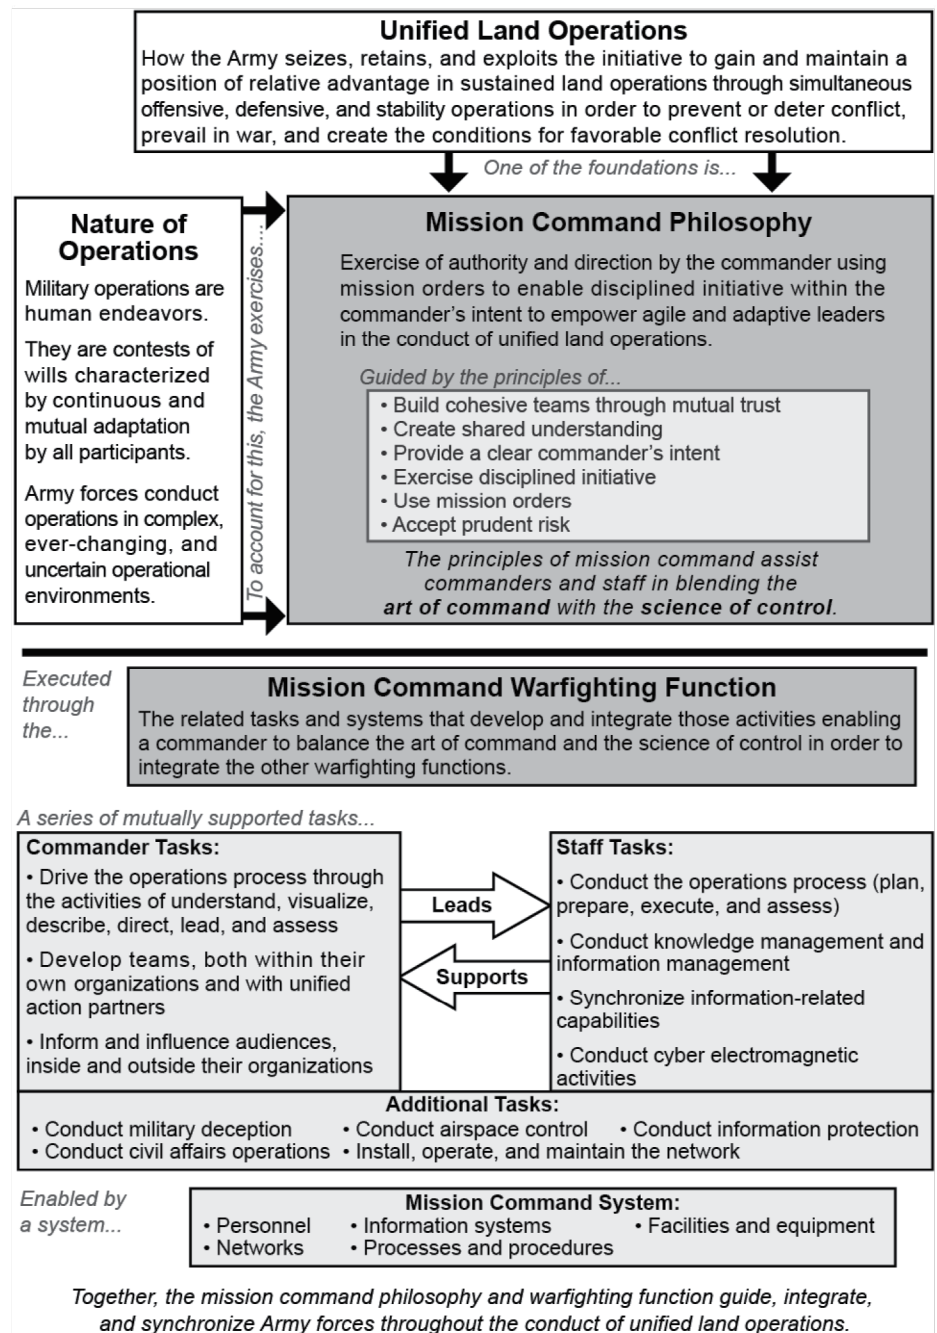 Unified Land Operations
How the Army seizes, retains, and exploits the initiative to gain and maintain a
position of relative advantage in sustained land operations through simultaneous
offensive, defensive, and stability operations in order to prevent or deter conflict,
prevail in war, and create the conditions for favorable conflict resolution.
One of the foundations is...
Nature of
Operations
Military operations are
human endeavors.
They are contests of
wills characterized
by continuous and
mutual adaptation
by all participants.
Army forces conduct
operations in complex,
ever-changing, and
uncertain operational
environments.
To account for this, the Army exercises....
Mission Command Philosophy
Exercise of authority and direction by the commander using
mission orders to enable disciplined initiative within the
commander's intent to empower agile and adaptive leaders
in the conduct of unified land operations.
Guided by the principles of...
• Build cohesive teams through mutual trust
• Create shared understanding
• Provide a clear commander's intent
• Exercise disciplined initiative
• Use mission orders
• Accept prudent risk
The principles of mission command assist
commanders and staff in blending the
art of command with the science of control.
Executed
through
the...
Mission Command Warfighting Function
The related tasks and systems that develop and integrate those activities enabling
a commander to balance the art of command and the science of control in order to
integrate the other warfighting functions.
A series of mutually supported tasks...
Commander Tasks:
• Drive the operations process through
the activities of understand, visualize,
describe, direct, lead, and assess
• Develop teams, both within their
own organizations and with unified
action partners
• Inform and influence audiences,
inside and outside their organizations
Leads
Supports
Staff Tasks:
• Conduct the operations process (plan,
prepare, execute, and assess)
• Conduct knowledge management and
information management
• Synchronize information-related
capabilities
• Conduct cyber electromagnetic
activities
Additional Tasks:
• Conduct military deception • Conduct airspace control • Conduct information protection
• Conduct civil affairs operations • Install, operate, and maintain the network
Enabled by
a system...
Mission Command System:
• Personnel • Information systems • Facilities and equipment
• Networks • Processes and procedures
Together, the mission command philosophy and warfighting function guide, integrate,
and synchronize Army forces throughout the conduct of unified land operations.